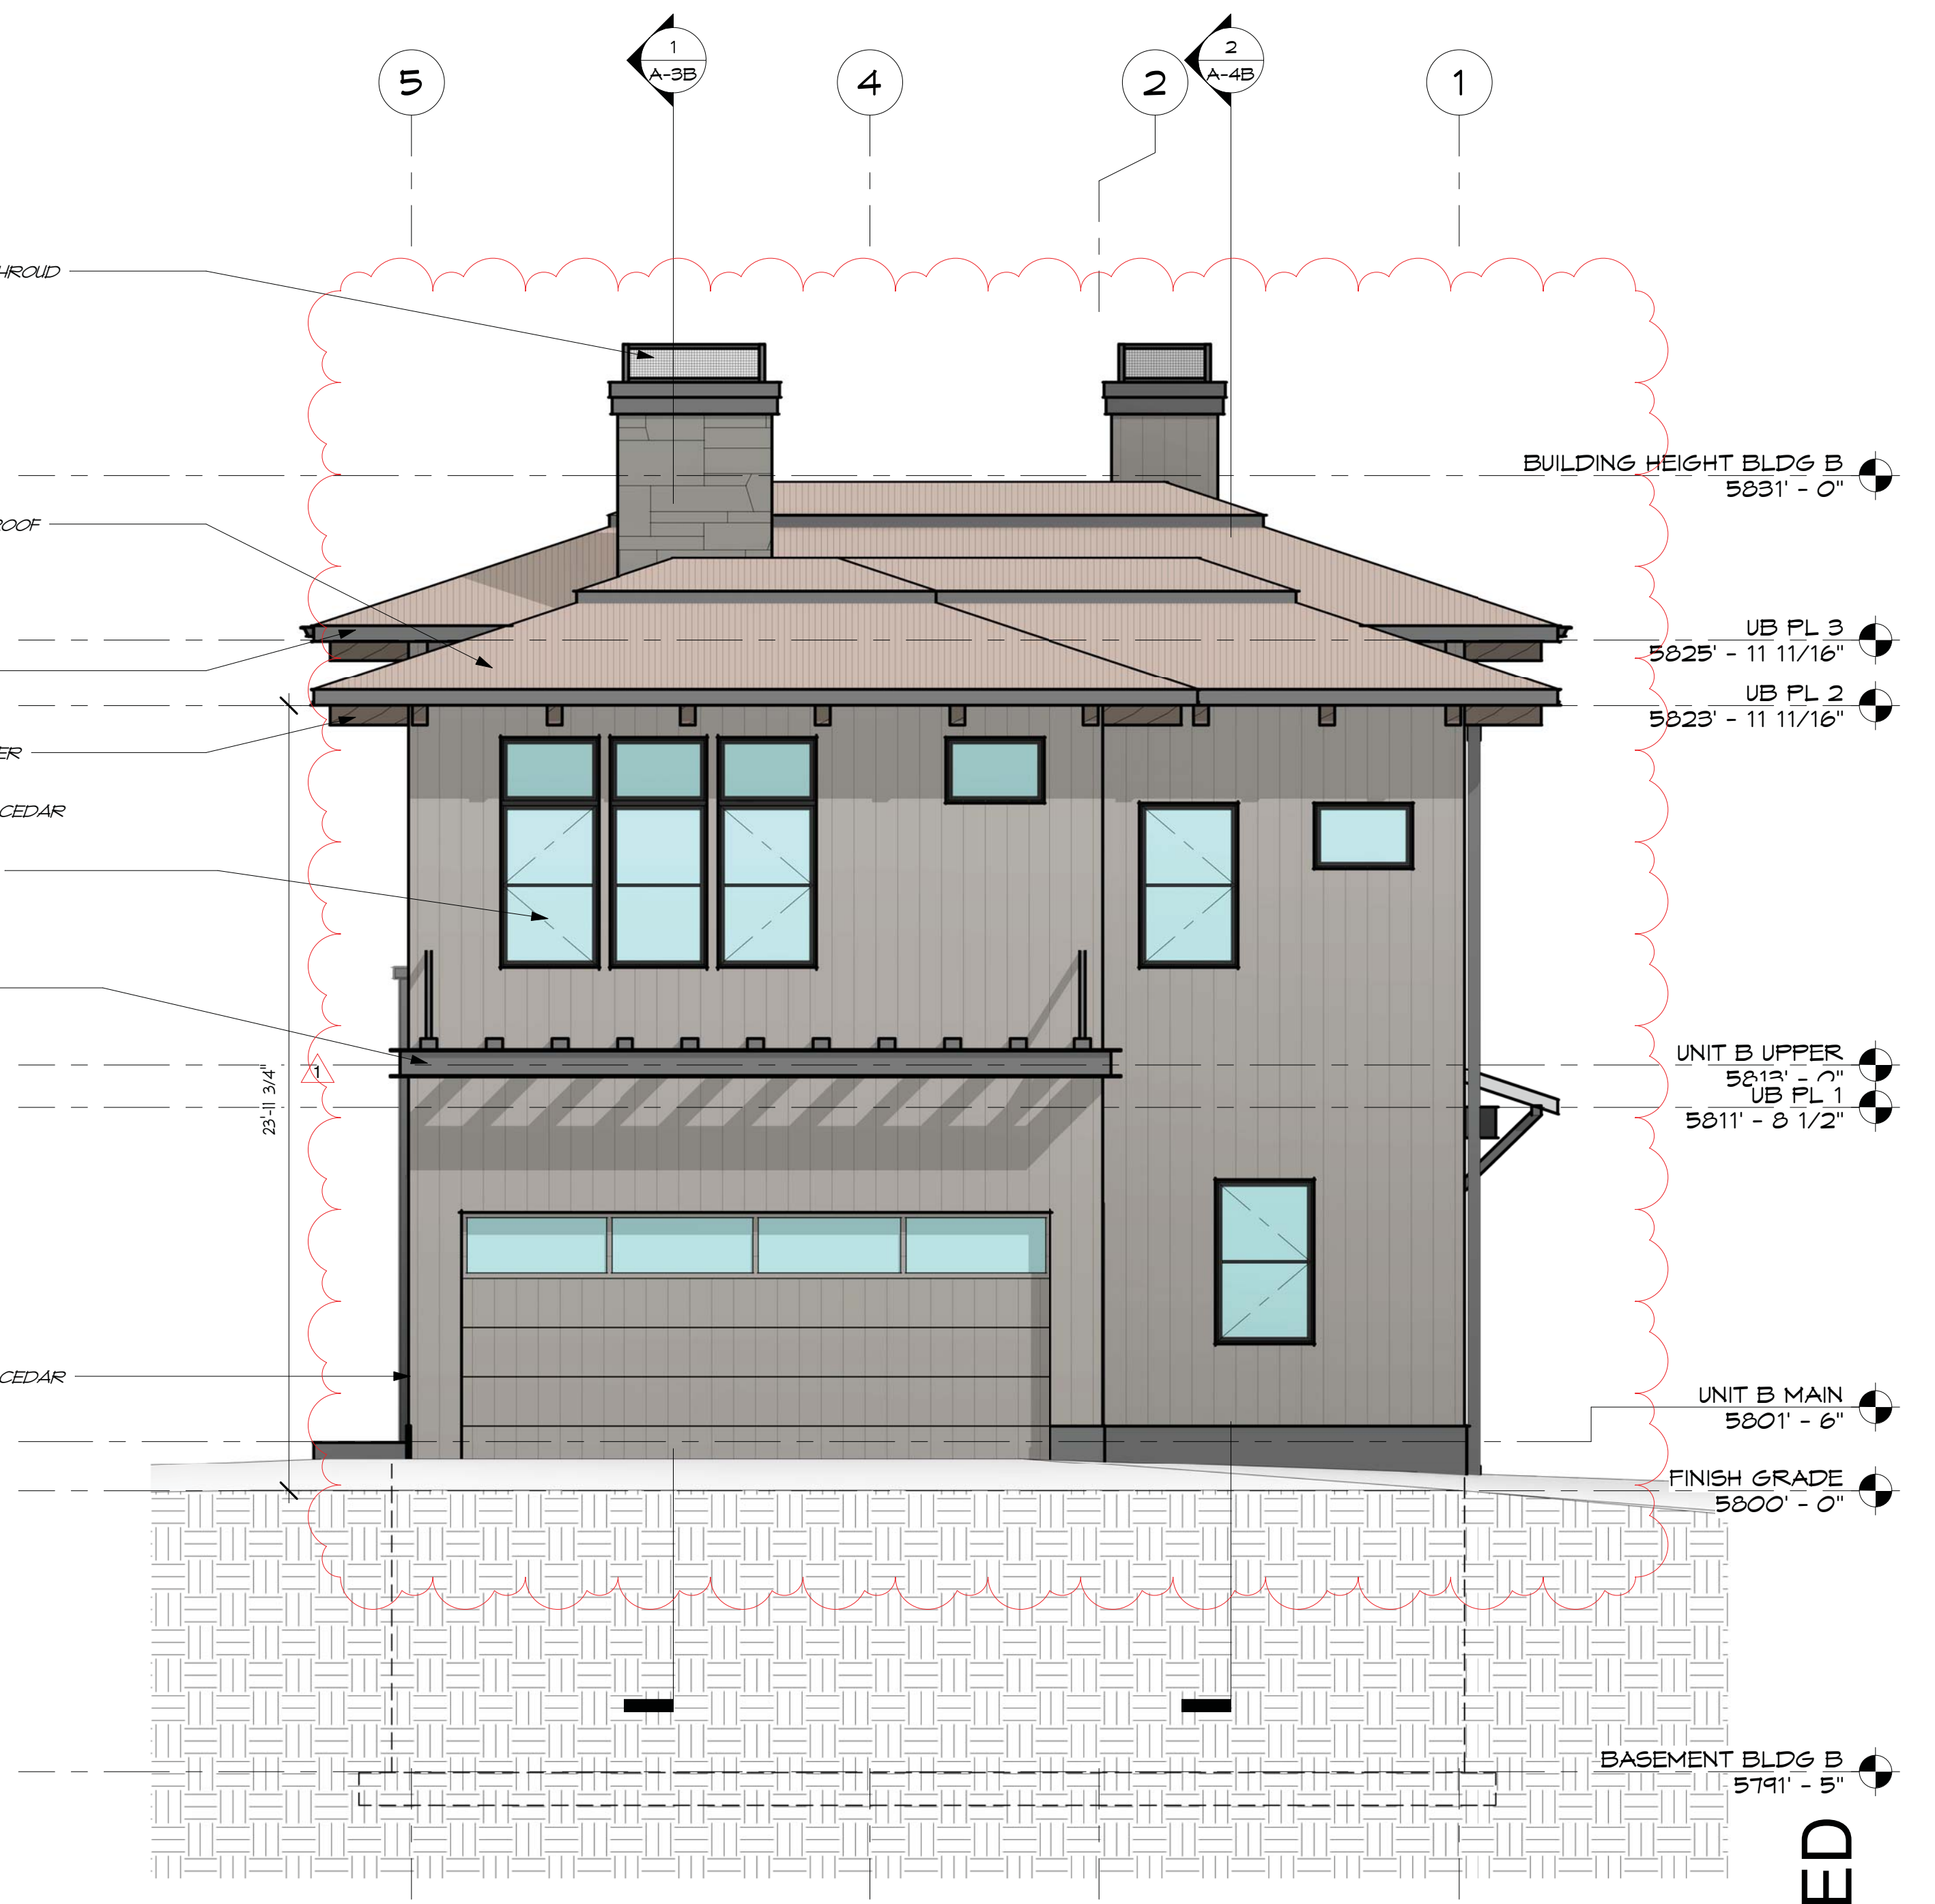 5
1
A-3B
4
2
2
A-4B
1
HROUD
BUILDING HEIGHT BLDG B
5831' - 0"
ROOF
UB PL 3
5825' - 11 11/16"
UB PL 2
5823' - 11 11/16"
ER
CEDAR
UNIT B UPPER
5813' - 0"
1
23'-11 3/4"
UB PL 1
5811' - 8 1/2"
CEDAR
UNIT B MAIN
5801' - 6"
FINISH GRADE
5800' - 0"
BASEMENT BLDG B
5791' - 5"
ED